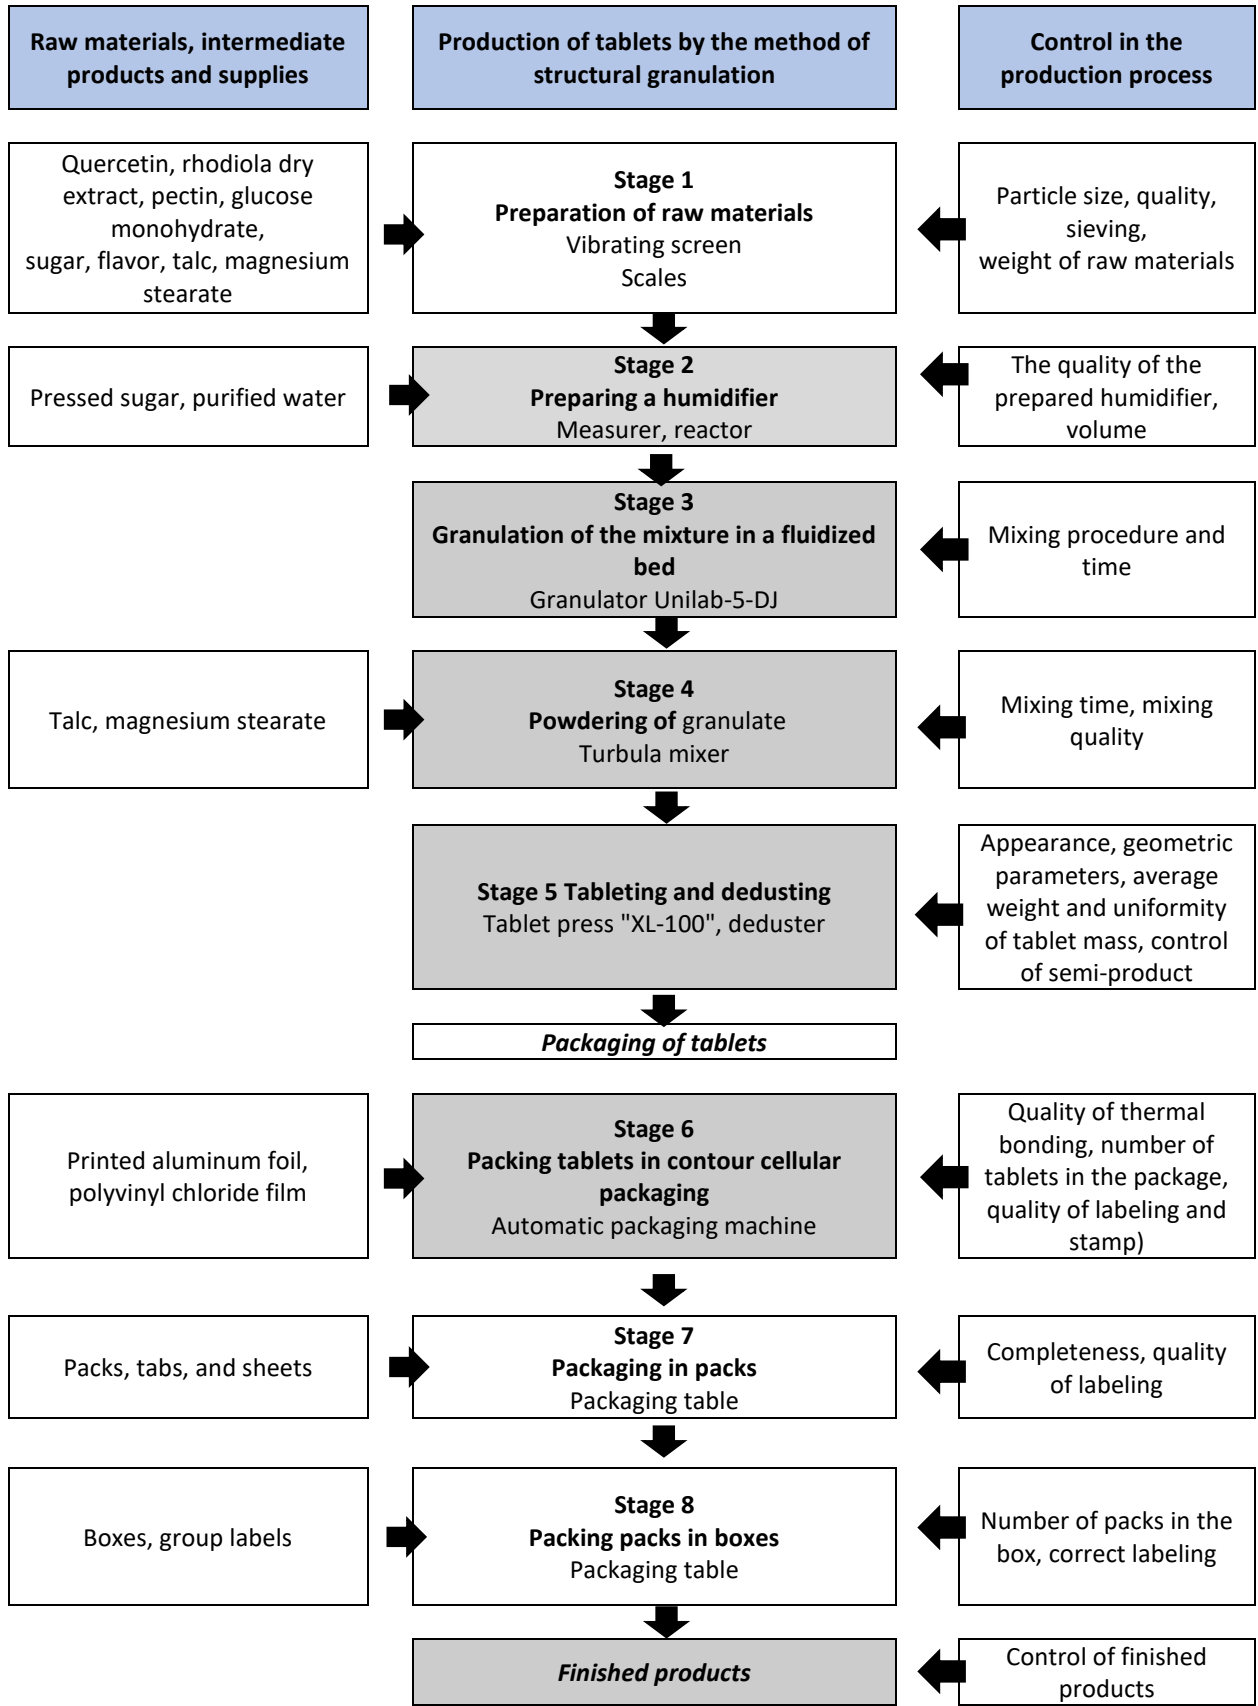 Raw materials, intermediate
products and supplies
Production of tablets by the method of
structural granulation
Control in the
production process
Quercetin, rhodiola dry
extract, pectin, glucose
monohydrate,
sugar, flavor, talc, magnesium
stearate
Stage 1
Preparation of raw materials
Vibrating screen
Scales
Particle size, quality,
sieving,
weight of raw materials
Pressed sugar, purified water
Stage 2
Preparing a humidifier
Measurer, reactor
The quality of the
prepared humidifier,
volume
Stage 3
Granulation of the mixture in a fluidized
bed
Granulator Unilab-5-DJ
Mixing procedure and
time
Talc, magnesium stearate
Stage 4
Powdering of granulate
Turbula mixer
Mixing time, mixing
quality
Stage 5 Tableting and dedusting
Tablet press "XL-100", deduster
Appearance, geometric
parameters, average
weight and uniformity
of tablet mass, control
of semi-product
Packaging of tablets
Printed aluminum foil,
polyvinyl chloride film
Stage 6
Packing tablets in contour cellular
packaging
Automatic packaging machine
Quality of thermal
bonding, number of
tablets in the package,
quality of labeling and
stamp)
Packs, tabs, and sheets
Stage 7
Packaging in packs
Packaging table
Completeness, quality
of labeling
Boxes, group labels
Stage 8
Packing packs in boxes
Packaging table
Number of packs in the
box, correct labeling
Finished products
Control of finished
products